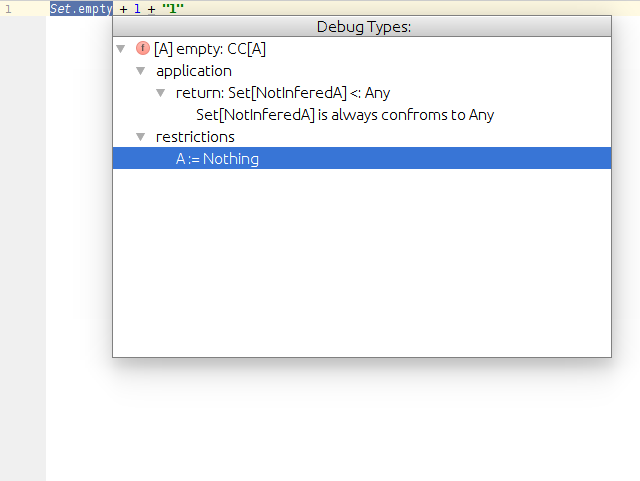 1 Set.empty + 1 + "1"
Debug Types:
f [A] empty: CC[A]
application
return: Set[NotInferedA] <: Any
Set[NotInferedA] is always confroms to Any
restrictions
A := Nothing